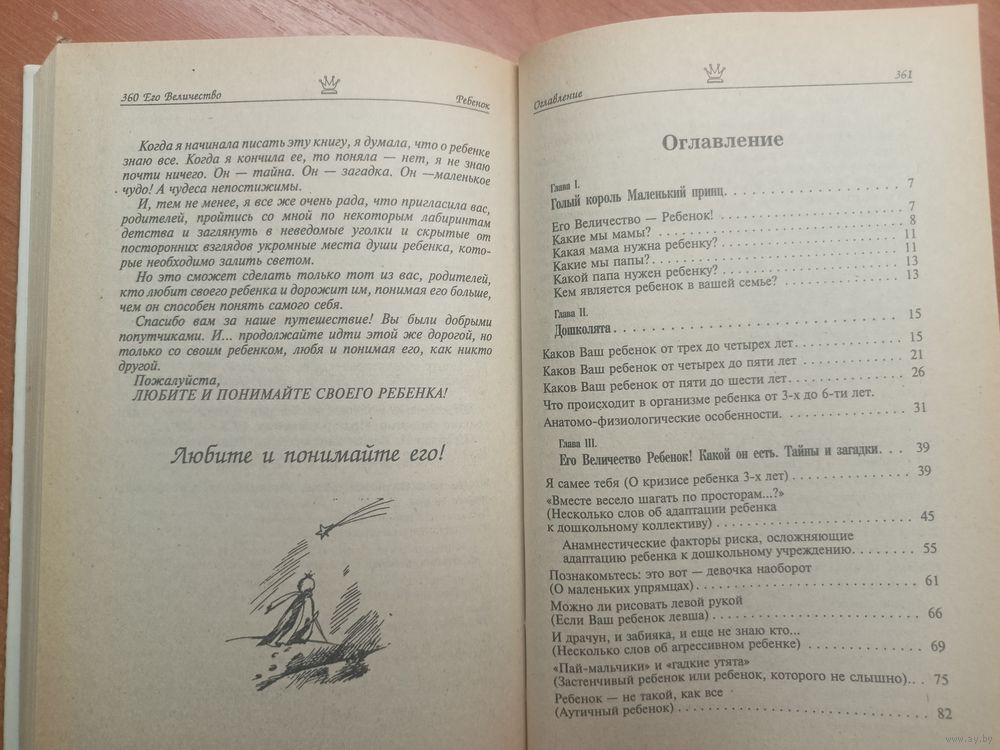 360 Его Величество
Ребенок
Когда я начинала писать эту книгу, я думала, что о ребенке
знаю все. Когда я кончила ее, то поняла — нет, я не знаю
почти ничего. Он — тайна. Он — загадка. Он —маленькое
чудо! А чудеса непостижимы.
И, тем не менее, я все же очень рада, что пригласила вас,
родителей, пройтись со мной по некоторым лабиринтам
детства и заглянуть в неведомые уголки и скрытые от
посторонних взглядов укромные места души ребенка, кото-
рые необходимо залить светом.
Но это сможет сделать только тот из вас, родителей,
кто любит своего ребенка и дорожит им, понимая его больше,
чем он способен понять самого себя.
Спасибо вам за наше путешествие! Вы были добрыми
попутчиками. И... продолжайте идти этой же дорогой, но
только со своим ребенком, любя и понимая его, как никто
другой.
Пожалуйста,
ЛЮБИТЕ И ПОНИМАЙТЕ СВОЕГО РЕБЕНКА!
Любите и понимайте его!
Оглавление
361
Оглавление
Глава I.
Голый король Маленький принц. 7
Его Величество — Ребенок! 7
Какие мы мамы? 8
Какая мама нужна ребенку? 11
Какие мы папы? 11
Какой папа нужен ребенку? 13
Кем является ребенок в вашей семье? 13
Глава II.
Дошколята 15
Каков Ваш ребенок от трех до четырех лет 15
Каков Ваш ребенок от четырех до пяти лет 21
Каков Ваш ребенок от пяти до шести лет 26
Что происходит в организме ребенка от 3-х до 6-ти лет.
Анатомо-физиологические особенности. 31
Глава III.
Его Величество Ребенок! Какой он есть. Тайны и загадки. 39
Я самее тебя (О кризисе ребенка 3-х лет) 39
«Вместе весело шагать по просторам...?»
(Несколько слов об адаптации ребенка
к дошкольному коллективу) 45
Анамнестические факторы риска, осложняющие
адаптацию ребенка к дошкольному учреждению. 55
Познакомьтесь: это вот — девочка наоборот
(О маленьких упрямцах) 61
Можно ли рисовать левой рукой
(Если Ваш ребенок левша) 66
И драчун, и забияка, и еще не знаю кто...
(Несколько слов об агрессивном ребенке) 69
«Пай-мальчики» и «гадкие утята»
(Застенчивый ребенок или ребенок, которого не слышно) 75
Ребенок — не такой, как все
(Аутичный ребенок) 82
www.ay.by